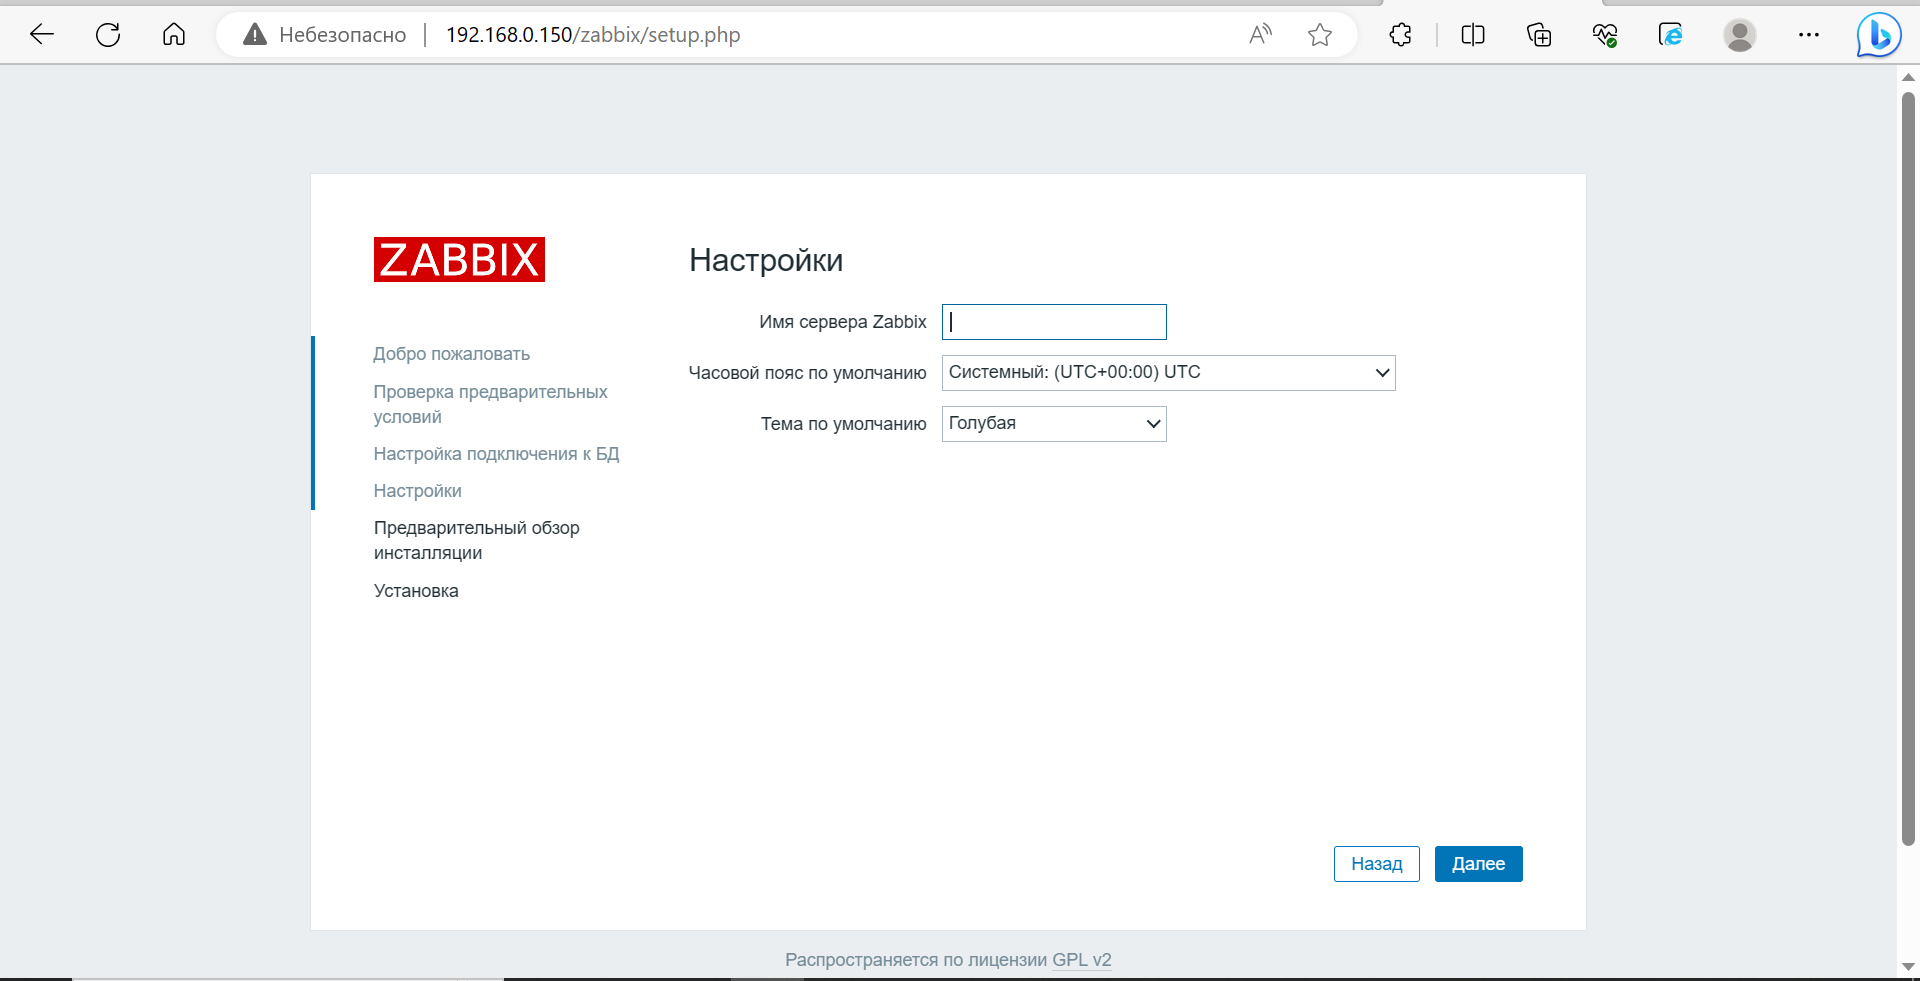 Небезопасно
192.168.0.150/zabbix/setup.php
ZABBIX
Добро пожаловать
Проверка предварительных
условий
Настройка подключения к БД
Настройки
Предварительный обзор
инсталляции
Установка
Настройки
Имя сервера Zabbix
Часовой пояс по умолчанию
Системный: (UTC+00:00) UTC
Тема по умолчанию
Голубая
Назад
Далее
Распространяется по лицензии GPL v2